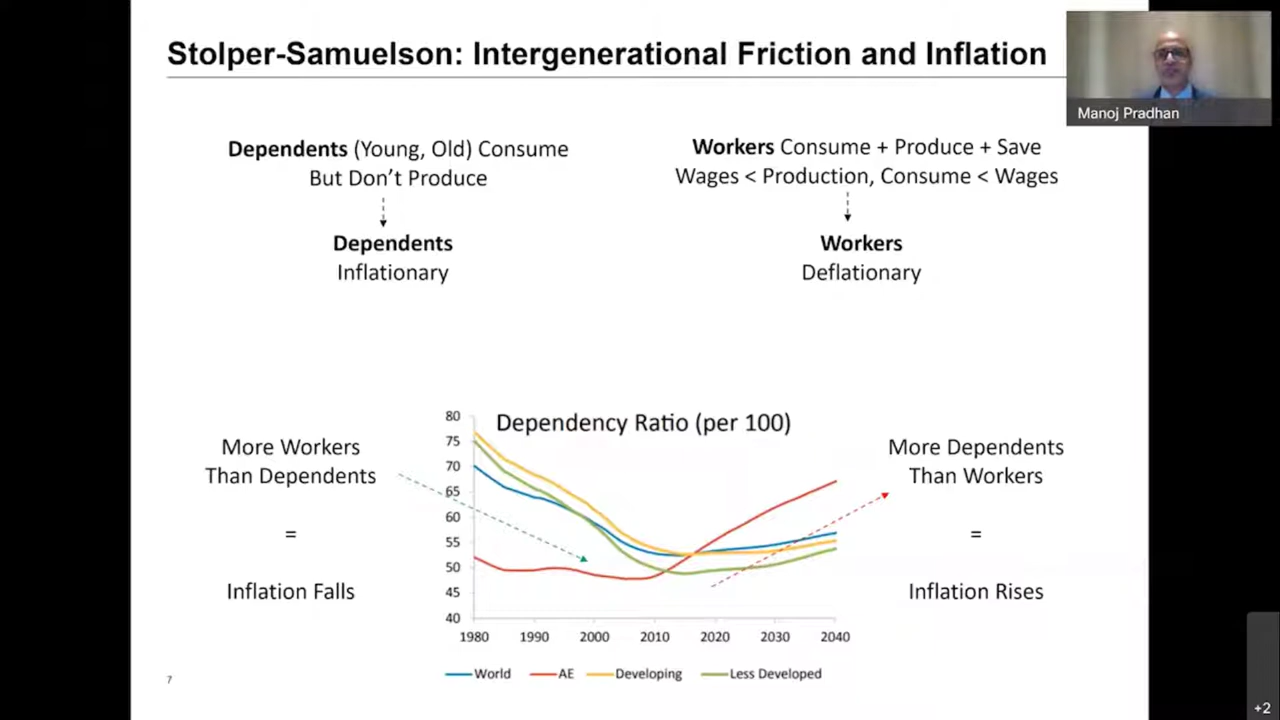 Stolper-Samuelson: Intergenerational Friction and Inflation
Manoj Pradhan
Dependents (Young, Old) Consume
But Don't Produce
Dependents
Inflationary
Workers Consume + Produce + Save
Wages < Production, Consume < Wages
Workers
Deflationary
More Workers
Than Dependents
=
Inflation Falls
Dependency Ratio (per 100)
80
75
70
65
60
55
50
45
40
1980 1990 2000 2010 2020 2030 2040
World AE Developing Less Developed
More Dependents
Than Workers
=
Inflation Rises
7
+2